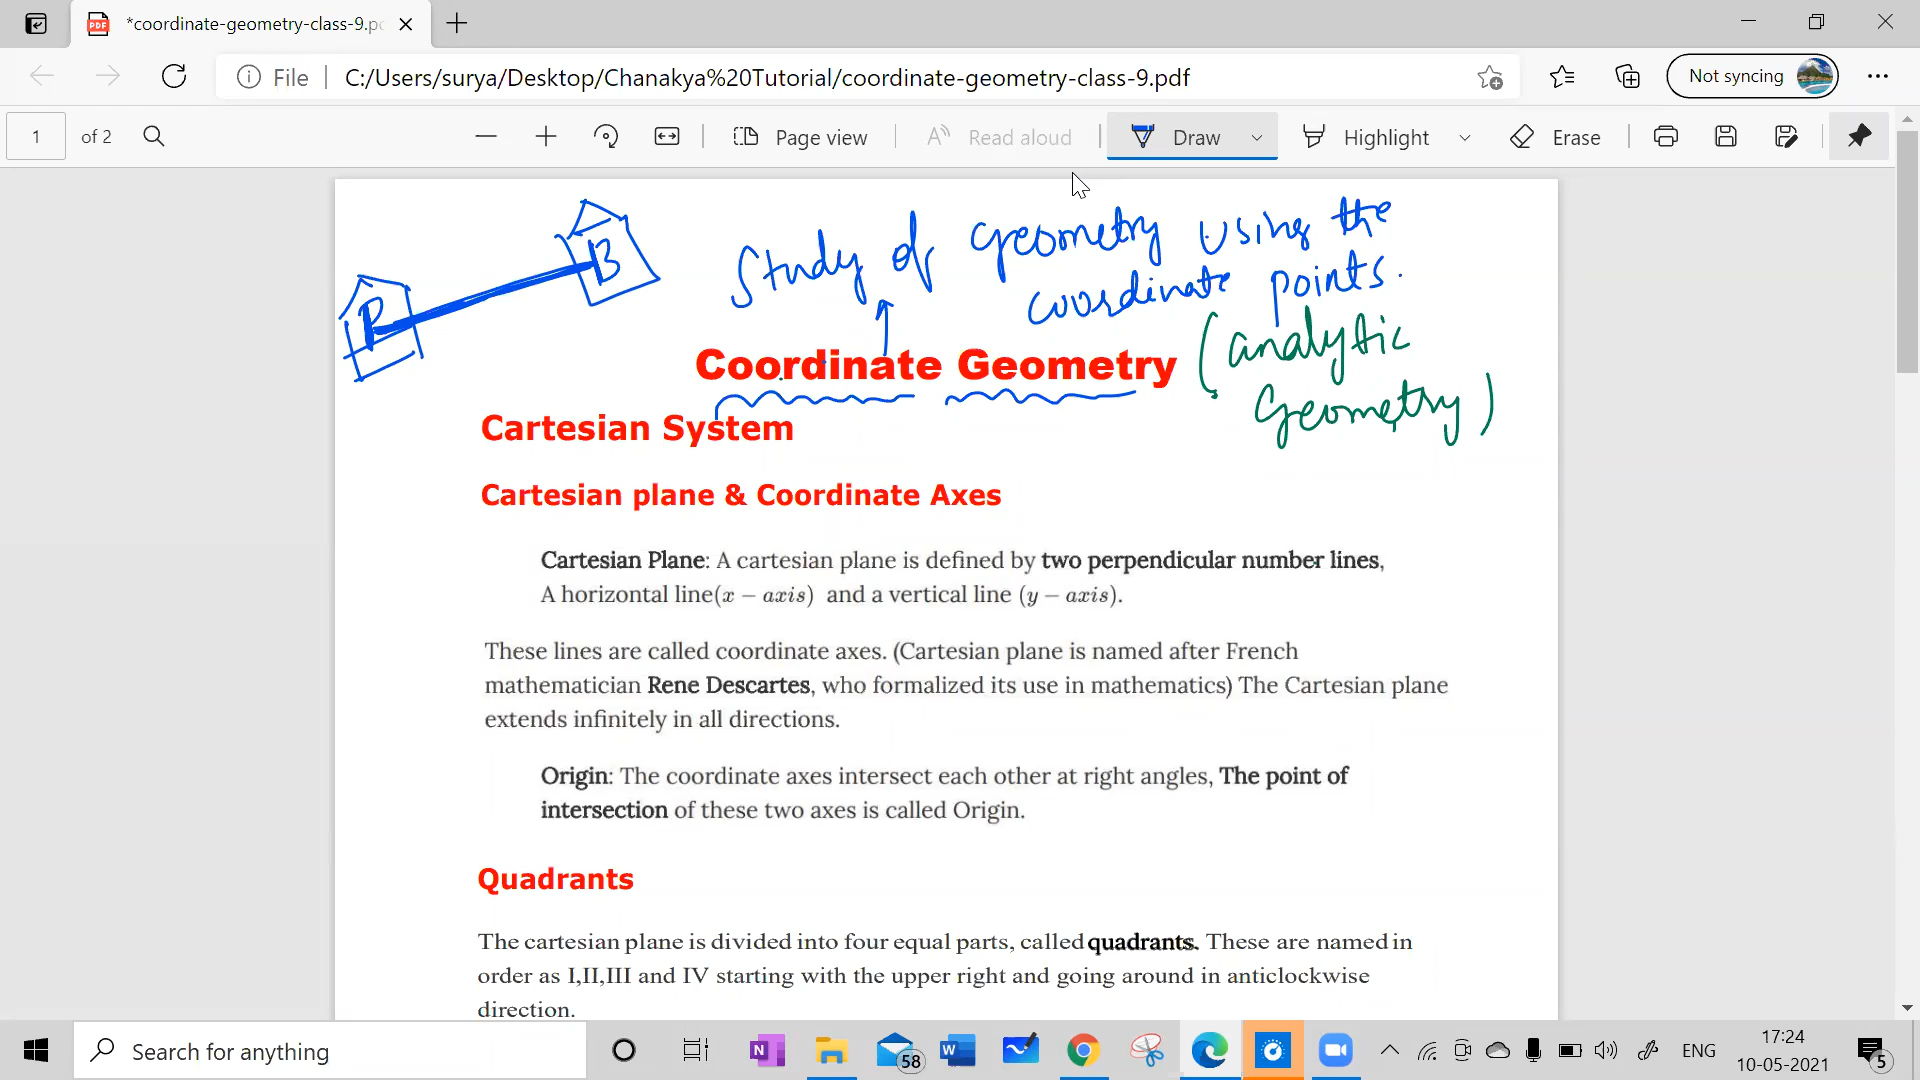 *coordinate-geometry-class-9.pd
File
C:/Users/surya/Desktop/Chanakya%20Tutorial/coordinate-geometry-class-9.pdf
Not syncing
1 of 2
Page view
Read aloud
Draw
Highlight
Erase
B
P
Study of geometry using the
coordinate points.
Coordinate Geometry
(analytic
Geometry)
Cartesian System
Cartesian plane & Coordinate Axes
Cartesian Plane: A cartesian plane is defined by two perpendicular number lines,
A horizontal line(x − axis) and a vertical line (y − axis).
These lines are called coordinate axes. (Cartesian plane is named after French
mathematician Rene Descartes, who formalized its use in mathematics) The Cartesian plane
extends infinitely in all directions.
Origin: The coordinate axes intersect each other at right angles, The point of
intersection of these two axes is called Origin.
Quadrants
The cartesian plane is divided into four equal parts, called quadrants. These are named in
order as I,II,III and IV starting with the upper right and going around in anticlockwise
direction.
Search for anything
58
ENG
17:24
10-05-2021
5